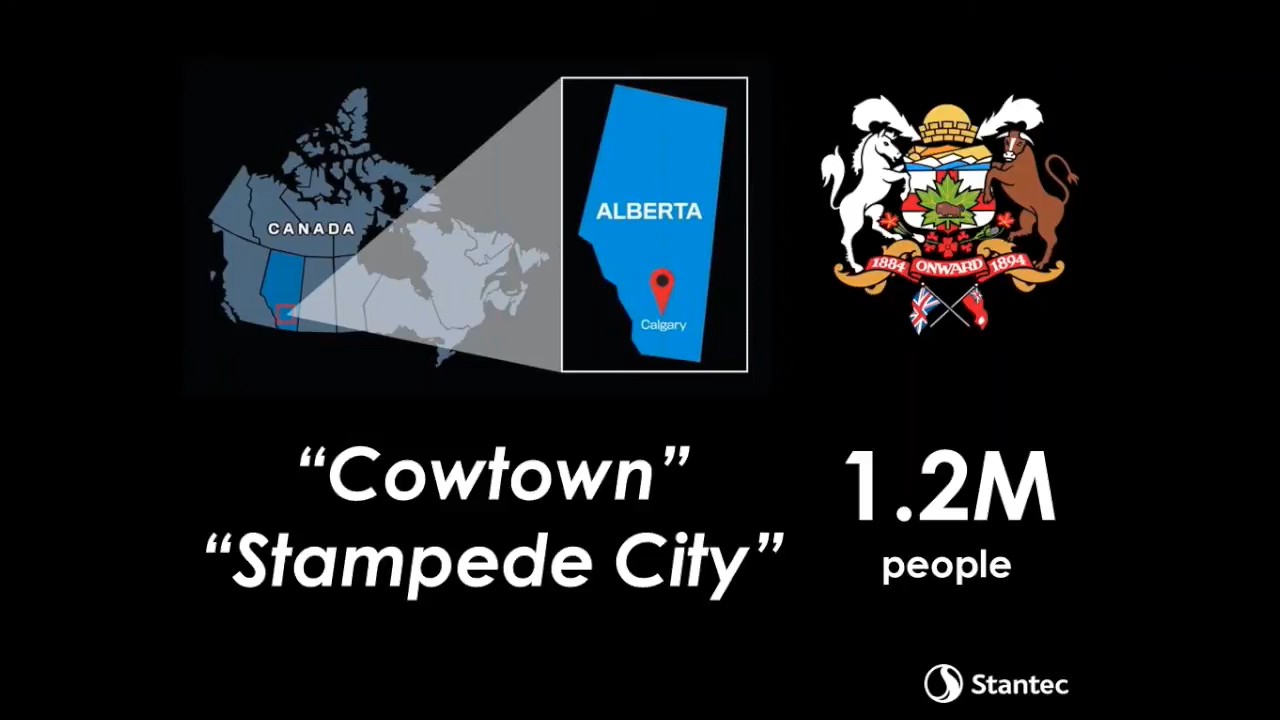 CANADA
ALBERTA
Calgary
1884 ONWARD 1894
“Cowtown”
“Stampede City”
1.2M
people
Stantec